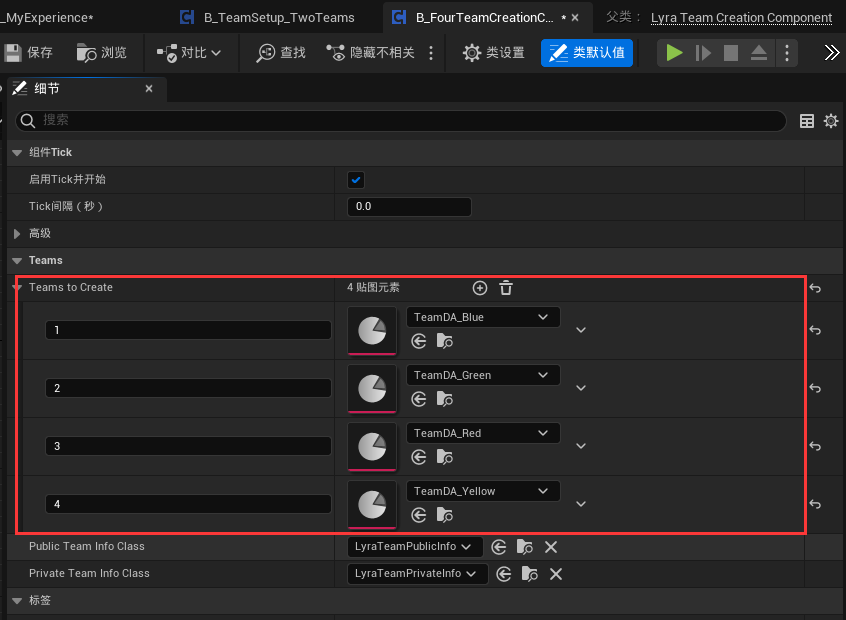 _MyExperience*
B_TeamSetup_TwoTeams
B_FourTeamCreationC... *
父类： Lyra Team Creation Component
保存
浏览
对比
查找
隐藏不相关
类设置
类默认值
细节
搜索
组件Tick
启用Tick并开始
Tick间隔（秒）
0.0
高级
Teams
Teams to Create
4 贴图元素
1
TeamDA_Blue
2
TeamDA_Green
3
TeamDA_Red
4
TeamDA_Yellow
Public Team Info Class
LyraTeamPublicInfo
Private Team Info Class
LyraTeamPrivateInfo
标签